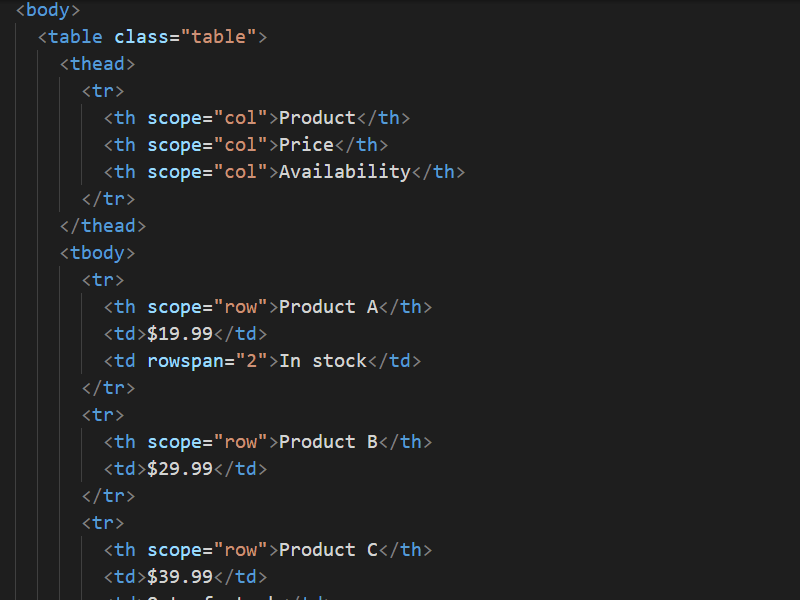 <body>
<table class="table">
<thead>
<tr>
<th scope="col">Product</th>
<th scope="col">Price</th>
<th scope="col">Availability</th>
</tr>
</thead>
<tbody>
<tr>
<th scope="row">Product A</th>
<td>$19.99</td>
<td rowspan="2">In stock</td>
</tr>
<tr>
<th scope="row">Product B</th>
<td>$29.99</td>
</tr>
<tr>
<th scope="row">Product C</th>
<td>$39.99</td>